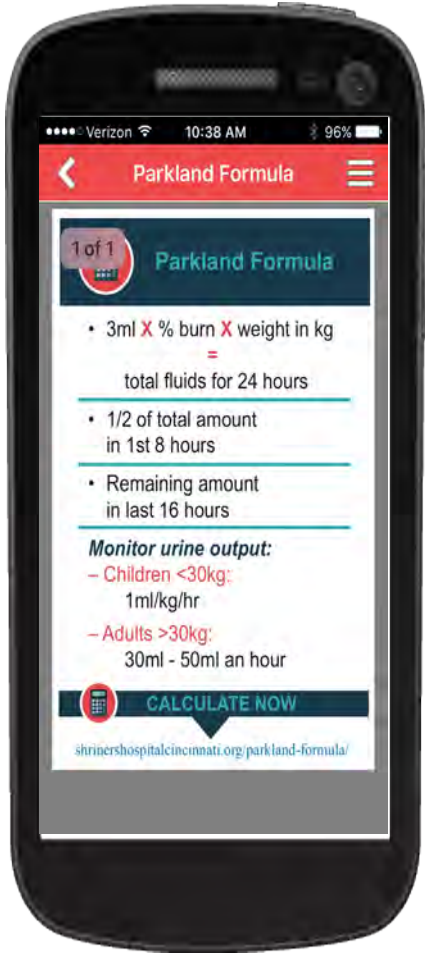 Verizon 10:38 AM 96%
Parkland Formula
1 of 1
Parkland Formula
• 3ml X % burn X weight in kg
=
total fluids for 24 hours
• 1/2 of total amount
in 1st 8 hours
• Remaining amount
in last 16 hours
Monitor urine output:
– Children <30kg:
1ml/kg/hr
– Adults >30kg:
30ml - 50ml an hour
CALCULATE NOW
shrinershospitalcincinnati.org/parkland-formula/